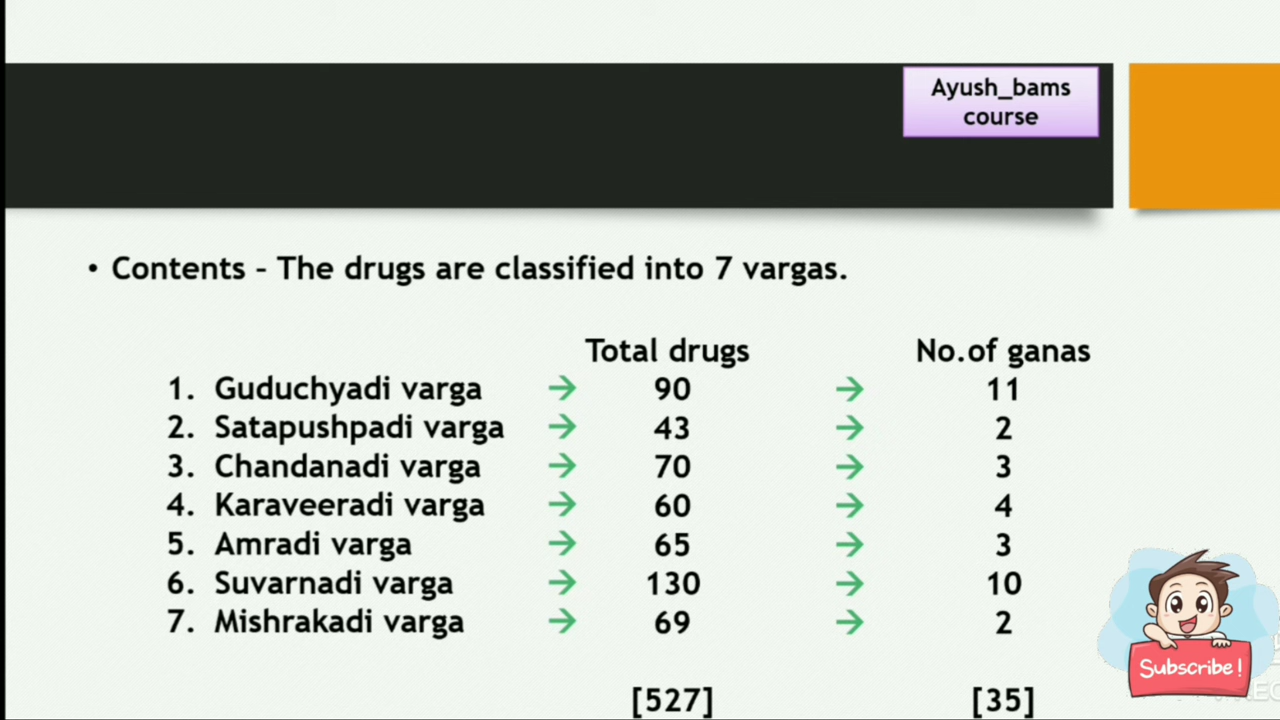 Ayush_bams
course
• Contents – The drugs are classified into 7 vargas.
Total drugs No.of ganas
1. Guduchyadi varga → 90 → 11
2. Satapushpadi varga → 43 → 2
3. Chandanadi varga → 70 → 3
4. Karaveeradi varga → 60 → 4
5. Amradi varga → 65 → 3
6. Suvarnadi varga → 130 → 10
7. Mishrakadi varga → 69 → 2
Subscribe!
[527] [35]